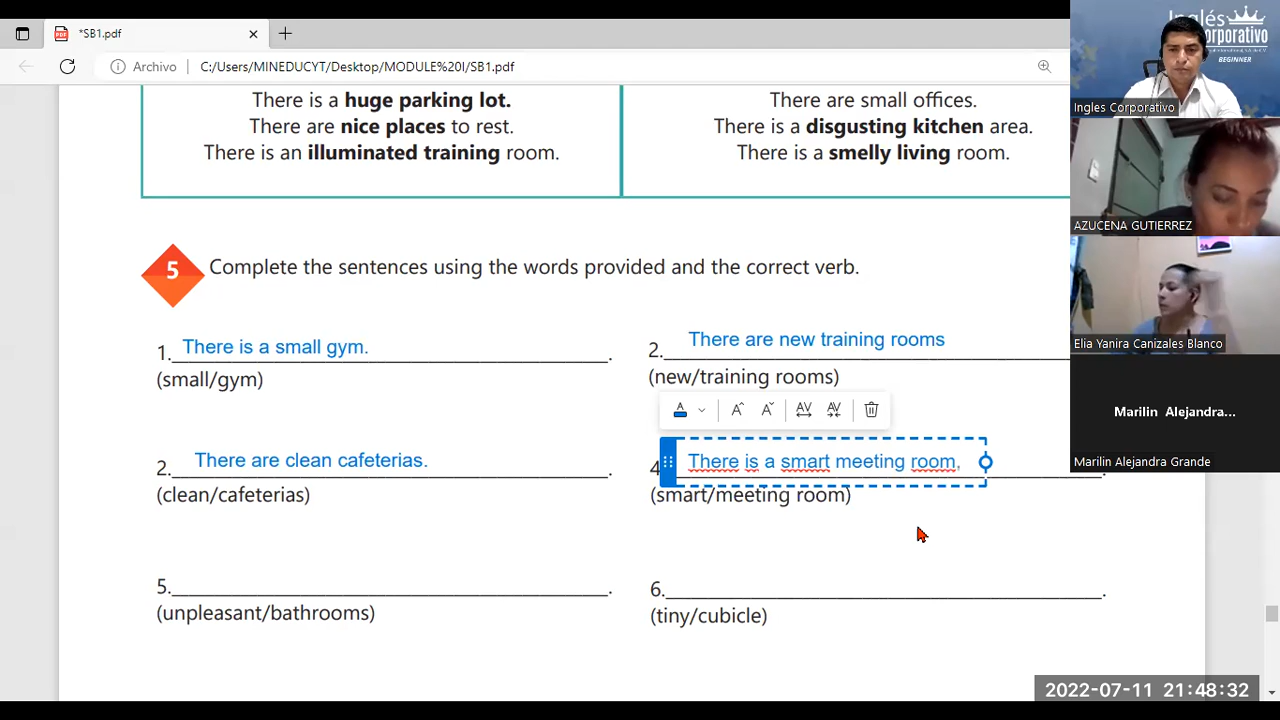 *SB1.pdf
Archivo
C:/Users/MINEDUCYT/Desktop/MODULE%20I/SB1.pdf
There is a huge parking lot.
There are nice places to rest.
There is an illuminated training room.
There are small offices.
There is a disgusting kitchen area.
There is a smelly living room.
5 Complete the sentences using the words provided and the correct verb.
1. There is a small gym. .
(small/gym)
2. There are new training rooms
(new/training rooms)
2. There are clean cafeterias. .
(clean/cafeterias)
4 There is a smart meeting room, .
(smart/meeting room)
5. .
(unpleasant/bathrooms)
6. .
(tiny/cubicle)
Inglés
Corporativo
BEGINNER
Ingles Corporativo
AZUCENA GUTIERREZ
Elia Yanira Canizales Blanco
Marilin Alejandra...
Marilin Alejandra Grande
2022-07-11 21:48:32